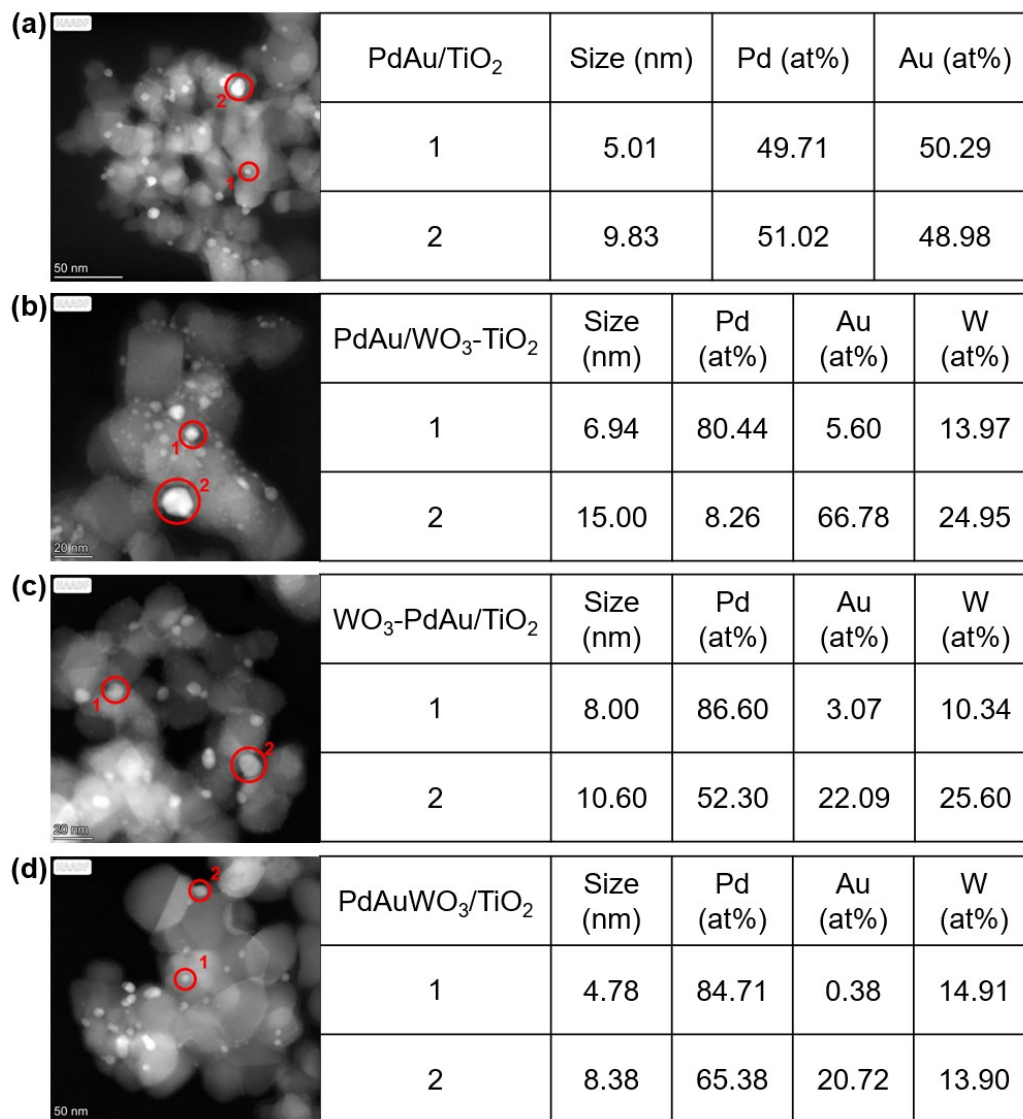 (a)
HAADF
2
1
50 nm
PdAu/TiO₂ Size (nm) Pd (at%) Au (at%)
1 5.01 49.71 50.29
2 9.83 51.02 48.98
(b)
HAADF
1
2
20 nm
PdAu/WO₃-TiO₂ Size (nm) Pd (at%) Au (at%) W (at%)
1 6.94 80.44 5.60 13.97
2 15.00 8.26 66.78 24.95
(c)
HAADF
1
2
20 nm
WO₃-PdAu/TiO₂ Size (nm) Pd (at%) Au (at%) W (at%)
1 8.00 86.60 3.07 10.34
2 10.60 52.30 22.09 25.60
(d)
HAADF
2
1
50 nm
PdAuWO₃/TiO₂ Size (nm) Pd (at%) Au (at%) W (at%)
1 4.78 84.71 0.38 14.91
2 8.38 65.38 20.72 13.90